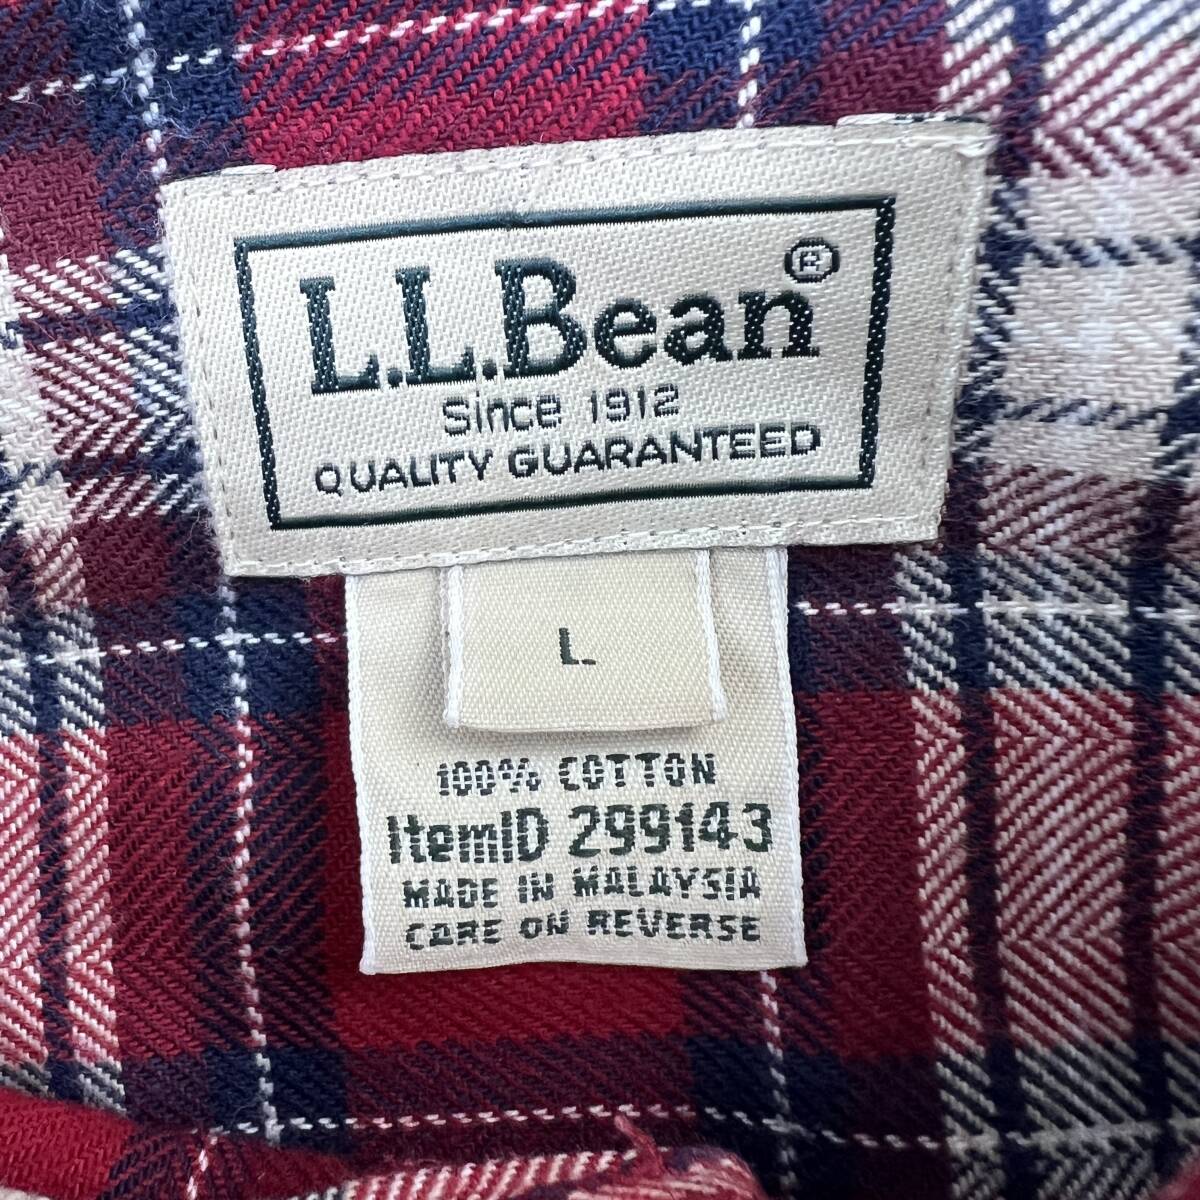 L.L.Bean®
Since 1912
QUALITY GUARANTEED
L
100% COTTON
ItemID 299143
MADE IN MALAYSIA
CARE ON REVERSE